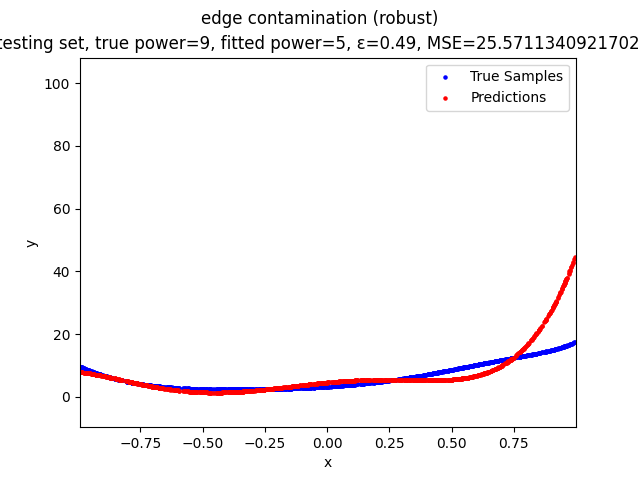 edge contamination (robust)
testing set, true power=9, fitted power=5, ε=0.49, MSE=25.5711340921702
True Samples
Predictions
100
80
60
40
20
0
y
−0.75 −0.50 −0.25 0.00 0.25 0.50 0.75
x